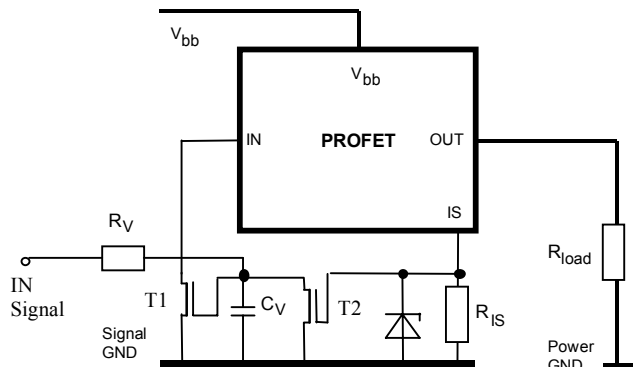 Vbb
Vbb
IN
PROFET
OUT
IS
RV
IN
Signal
T1
CV
T2
RIS
Rload
Signal
GND
Power
GND